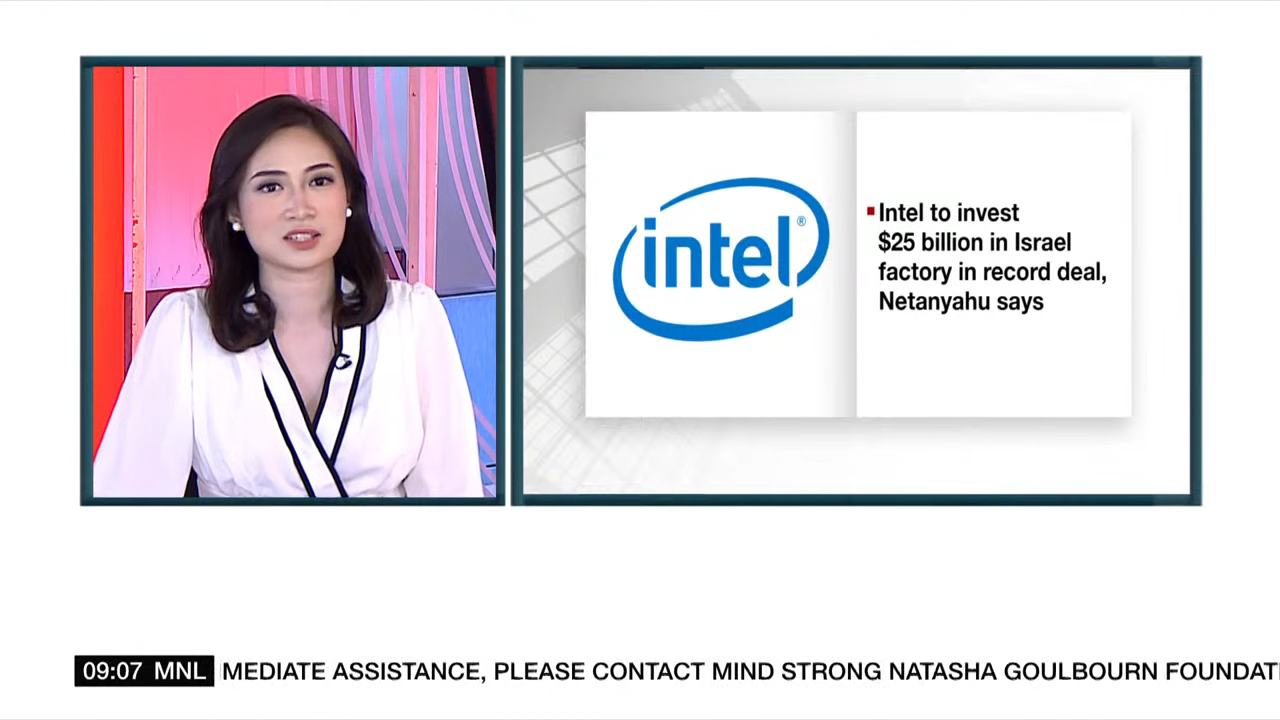 intel®
Intel to invest
$25 billion in Israel
factory in record deal,
Netanyahu says
09:07 MNL MEDIATE ASSISTANCE, PLEASE CONTACT MIND STRONG NATASHA GOULBOURN FOUNDATI